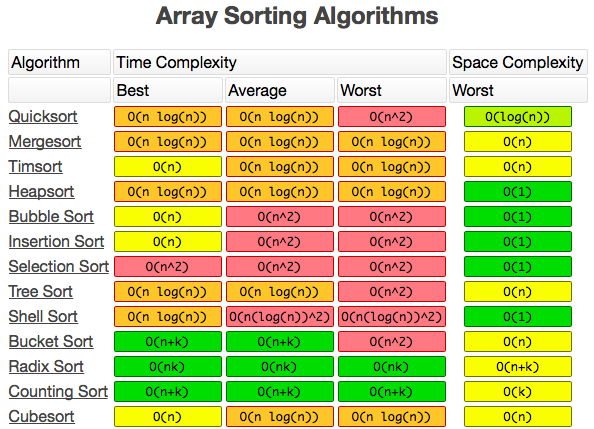 Array Sorting Algorithms
Algorithm Time Complexity Space Complexity
Best Average Worst Worst
Quicksort O(n log(n)) O(n log(n)) O(n^2) O(log(n))
Mergesort O(n log(n)) O(n log(n)) O(n log(n)) O(n)
Timsort O(n) O(n log(n)) O(n log(n)) O(n)
Heapsort O(n log(n)) O(n log(n)) O(n log(n)) O(1)
Bubble Sort O(n) O(n^2) O(n^2) O(1)
Insertion Sort O(n) O(n^2) O(n^2) O(1)
Selection Sort O(n^2) O(n^2) O(n^2) O(1)
Tree Sort O(n log(n)) O(n log(n)) O(n^2) O(n)
Shell Sort O(n log(n)) O(n(log(n))^2) O(n(log(n))^2) O(1)
Bucket Sort O(n+k) O(n+k) O(n^2) O(n)
Radix Sort O(nk) O(nk) O(nk) O(n+k)
Counting Sort O(n+k) O(n+k) O(n+k) O(k)
Cubesort O(n) O(n log(n)) O(n log(n)) O(n)